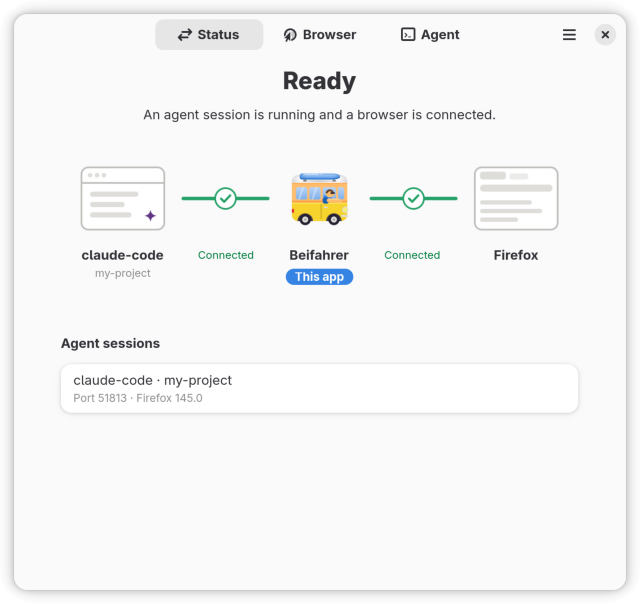 Status
Browser
Agent
Ready
An agent session is running and a browser is connected.
claude-code
my-project
Connected
Beifahrer
This app
Connected
Firefox
Agent sessions
claude-code · my-project
Port 51813 · Firefox 145.0